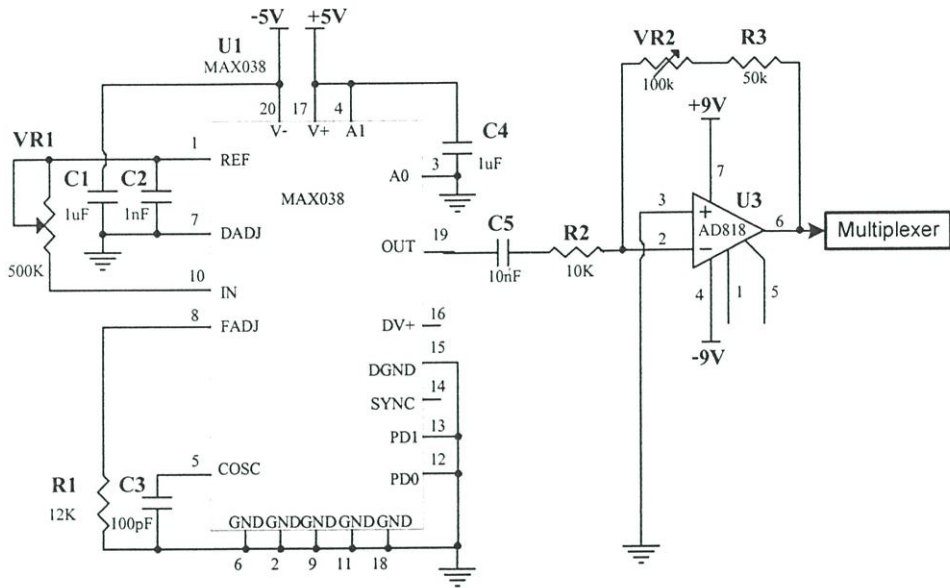 -5V +5V
U1
MAX038
20 17 4
V- V+ A1
VR1
1
REF
C1 C2
1uF 1nF
7
DADJ
500K
10
IN
8
FADJ
MAX038
C4
1uF
3
A0
19
OUT
C5
10nF
R2
10K
16
DV+
15
DGND
14
SYNC
13
PD1
12
PD0
5
COSC
R1
12K
C3
100pF
GND GND GND GND GND
6 2 9 11 18
VR2
100k
R3
50k
+9V
7
U3
3
+
AD818
6
2
−
4 1 5
-9V
Multiplexer